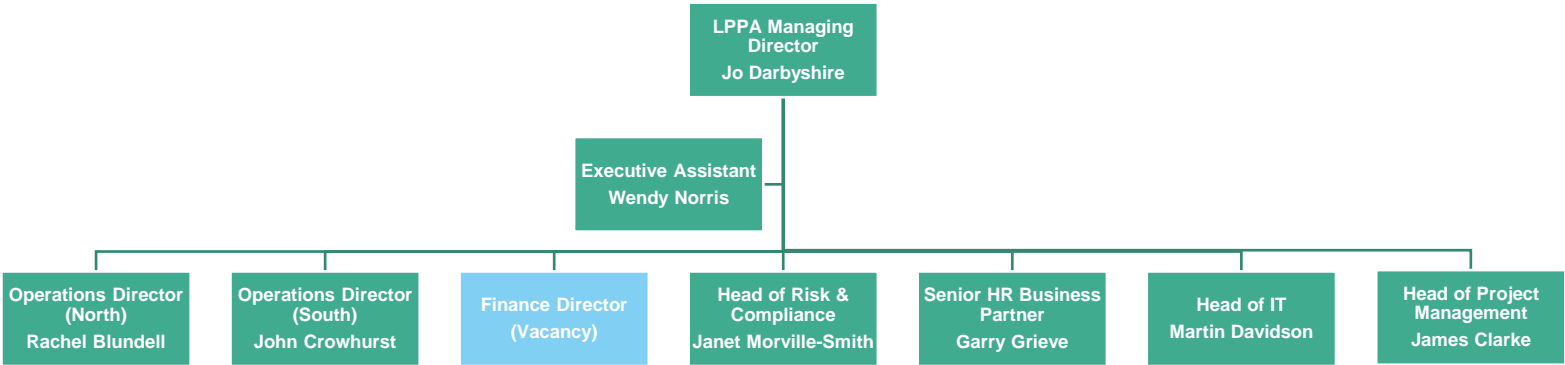 LPPA Managing
Director
Jo Darbyshire
Executive Assistant
Wendy Norris
Operations Director
(North)
Rachel Blundell
Operations Director
(South)
John Crowhurst
Finance Director
(Vacancy)
Head of Risk &
Compliance
Janet Morville-Smith
Senior HR Business
Partner
Garry Grieve
Head of IT
Martin Davidson
Head of Project
Management
James Clarke